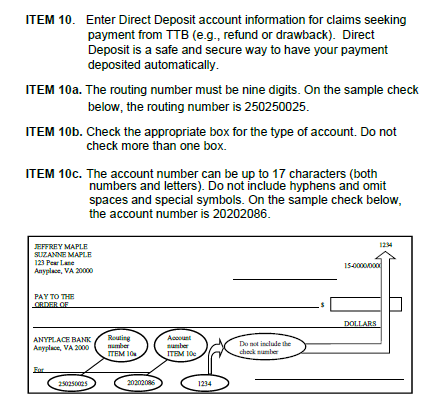 ITEM 10. Enter Direct Deposit account information for claims seeking
payment from TTB (e.g., refund or drawback). Direct
Deposit is a safe and secure way to have your payment
deposited automatically.
ITEM 10a. The routing number must be nine digits. On the sample check
below, the routing number is 250250025.
ITEM 10b. Check the appropriate box for the type of account. Do not
check more than one box.
ITEM 10c. The account number can be up to 17 characters (both
numbers and letters). Do not include hyphens and omit
spaces and special symbols. On the sample check below,
the account number is 20202086.
JEFFREY MAPLE
SUZANNE MAPLE
123 Pear Lane
Anyplace, VA 20000
1234
15-0000/000
PAY TO THE
ORDER OF
$
DOLLARS
ANYPLACE BANK
Anyplace, VA 2000
Routing
number
ITEM 10a
Account
number
ITEM 10c
Do not include the
check number
For
250250025
20202086
1234